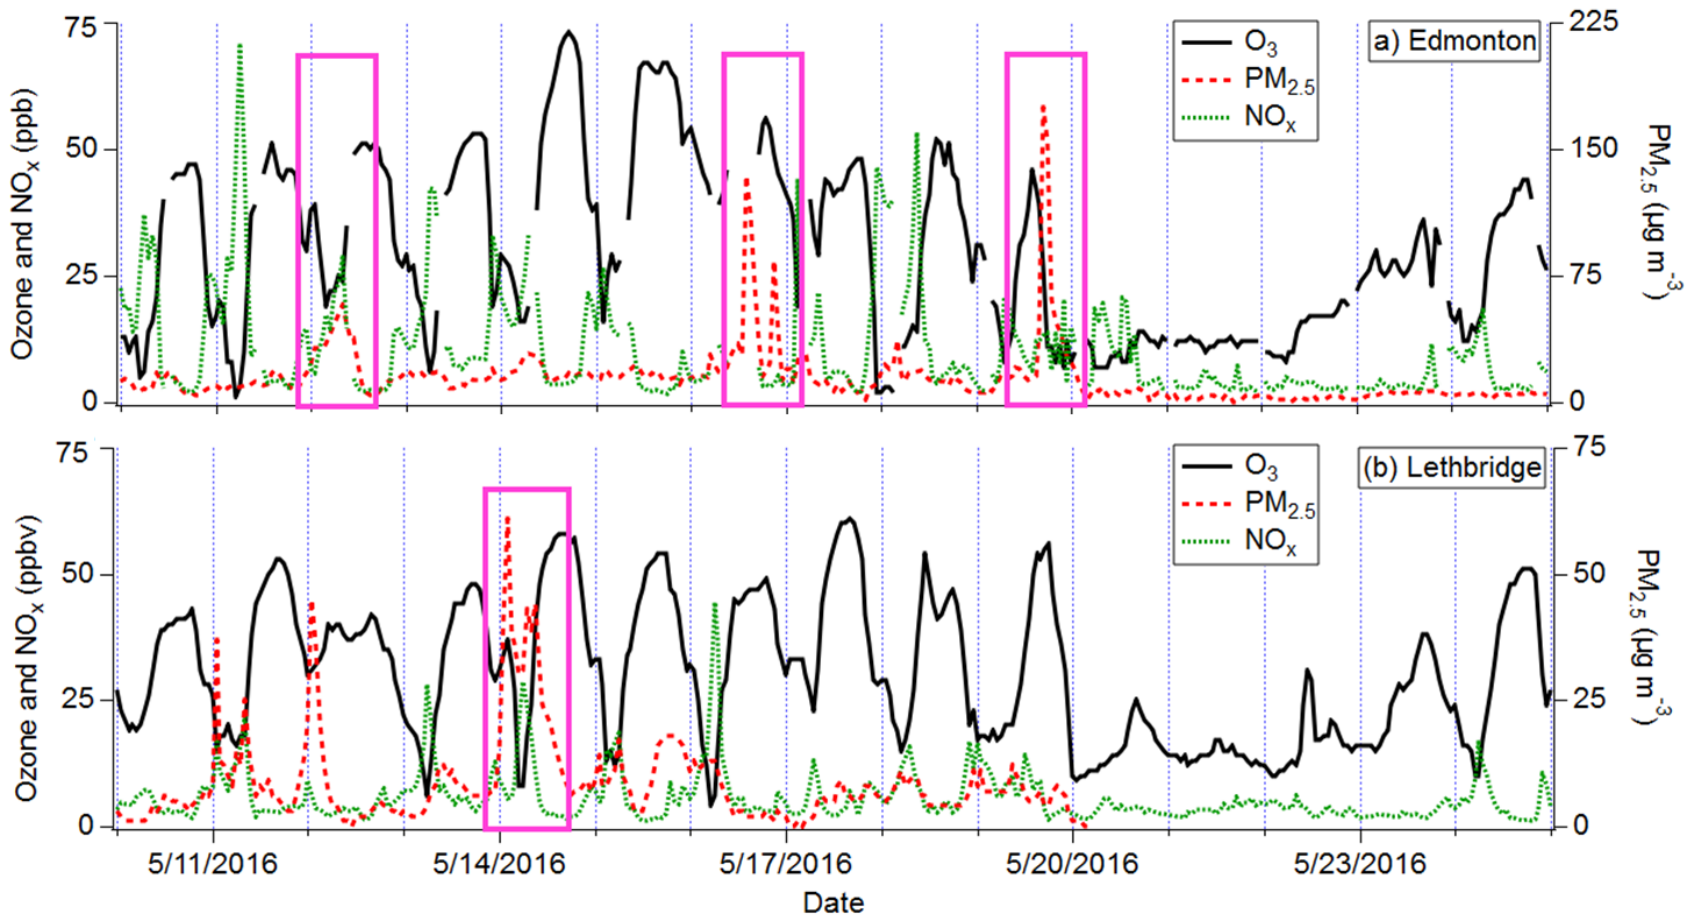 75
50
25
0
Ozone and NOx (ppb)
O3
PM2.5
NOx
a) Edmonton
225
150
75
0
PM2.5 (µg m-3)
75
50
25
0
Ozone and NOx (ppbv)
O3
PM2.5
NOx
(b) Lethbridge
75
50
25
0
PM2.5 (µg m-3)
5/11/2016
5/14/2016
5/17/2016
5/20/2016
5/23/2016
Date